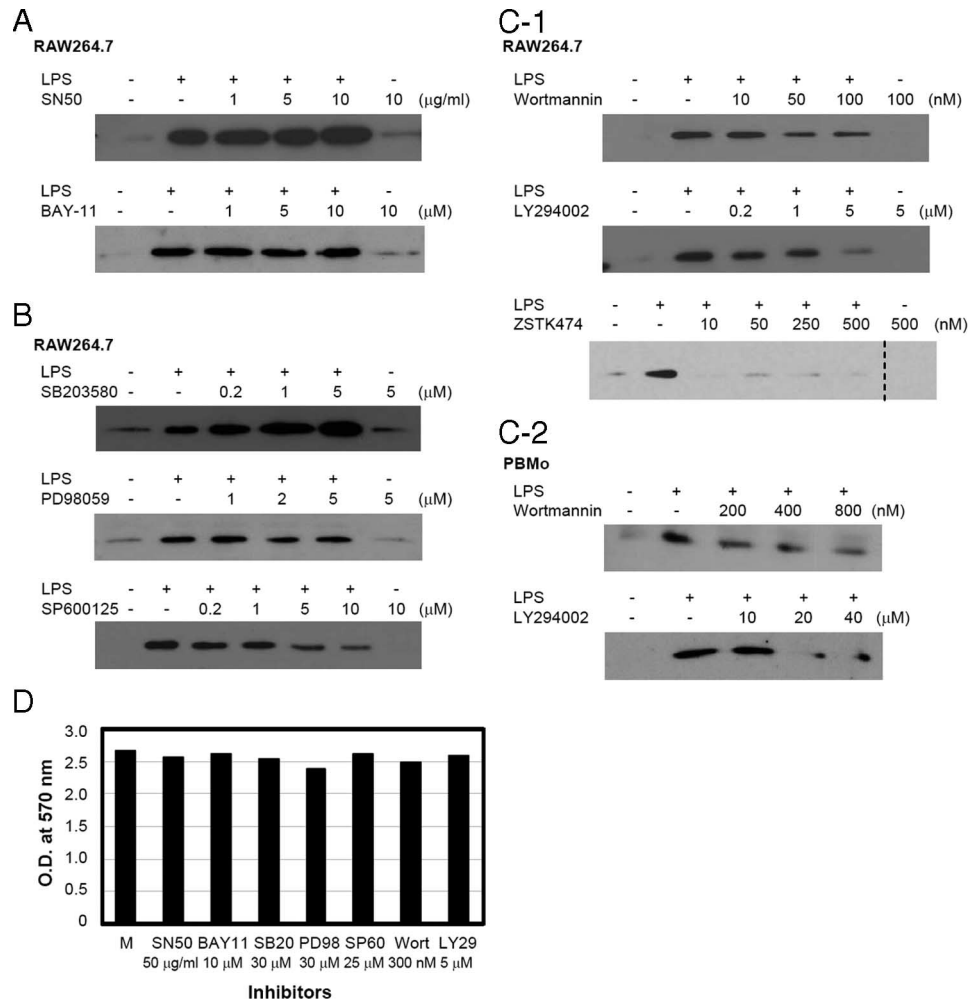 A
RAW264.7
LPS - + + + + -
SN50 - - 1 5 10 10 (μg/ml)
LPS - + + + + -
BAY-11 - - 1 5 10 10 (μM)
B
RAW264.7
LPS - + + + + -
SB203580 - - 0.2 1 5 5 (μM)
LPS - + + + + -
PD98059 - - 1 2 5 5 (μM)
LPS - + + + + + -
SP600125 - - 0.2 1 5 10 10 (μM)
C-1
RAW264.7
LPS - + + + + -
Wortmannin - - 10 50 100 100 (nM)
LPS - + + + + -
LY294002 - - 0.2 1 5 5 (μM)
LPS - + + + + + -
ZSTK474 - - 10 50 250 500 500 (nM)
C-2
PBMo
LPS - + + + +
Wortmannin - - 200 400 800 (nM)
LPS - + + + +
LY294002 - - 10 20 40 (μM)
D
O.D. at 570 nm
3.0
2.5
2.0
1.5
1.0
0.5
0
M SN50 BAY11 SB20 PD98 SP60 Wort LY29
50 μg/ml 10 μM 30 μM 30 μM 25 μM 300 nM 5 μM
Inhibitors